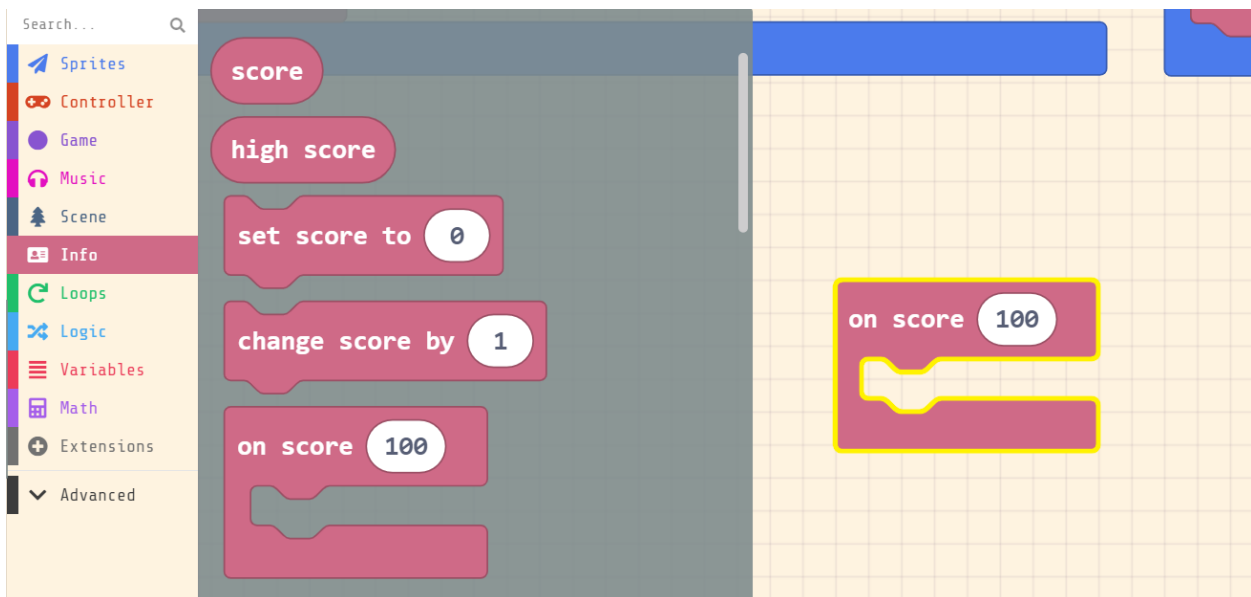 Search...
Sprites
Controller
Game
Music
Scene
Info
Loops
Logic
Variables
Math
Extensions
Advanced
score
high score
set score to 0
change score by 1
on score 100
on score 100